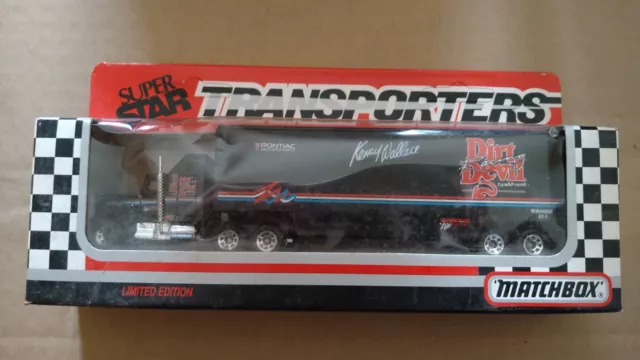 SUPER
STAR
TRANSPORTERS
PONTIAC
Kenny Wallace
Dirt
Devil
LIMITED EDITION
MATCHBOX